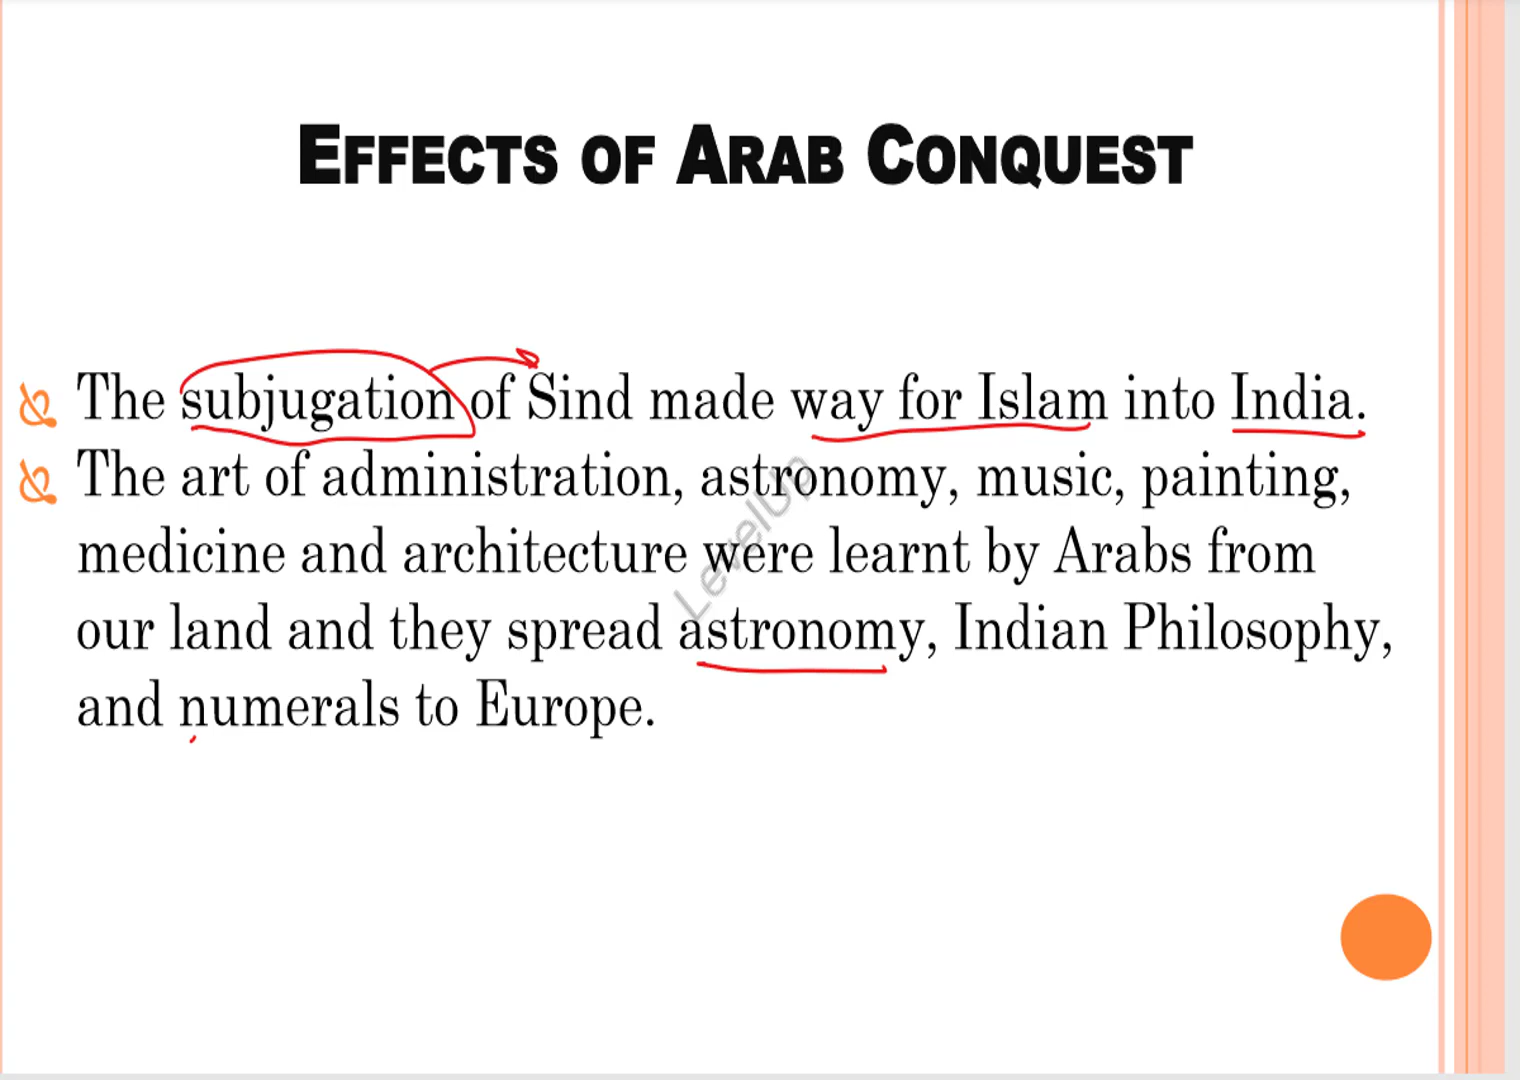 EFFECTS OF ARAB CONQUEST
The subjugation of Sind made way for Islam into India.
The art of administration, astronomy, music, painting,
medicine and architecture were learnt by Arabs from
our land and they spread astronomy, Indian Philosophy,
and numerals to Europe.
LevelUp